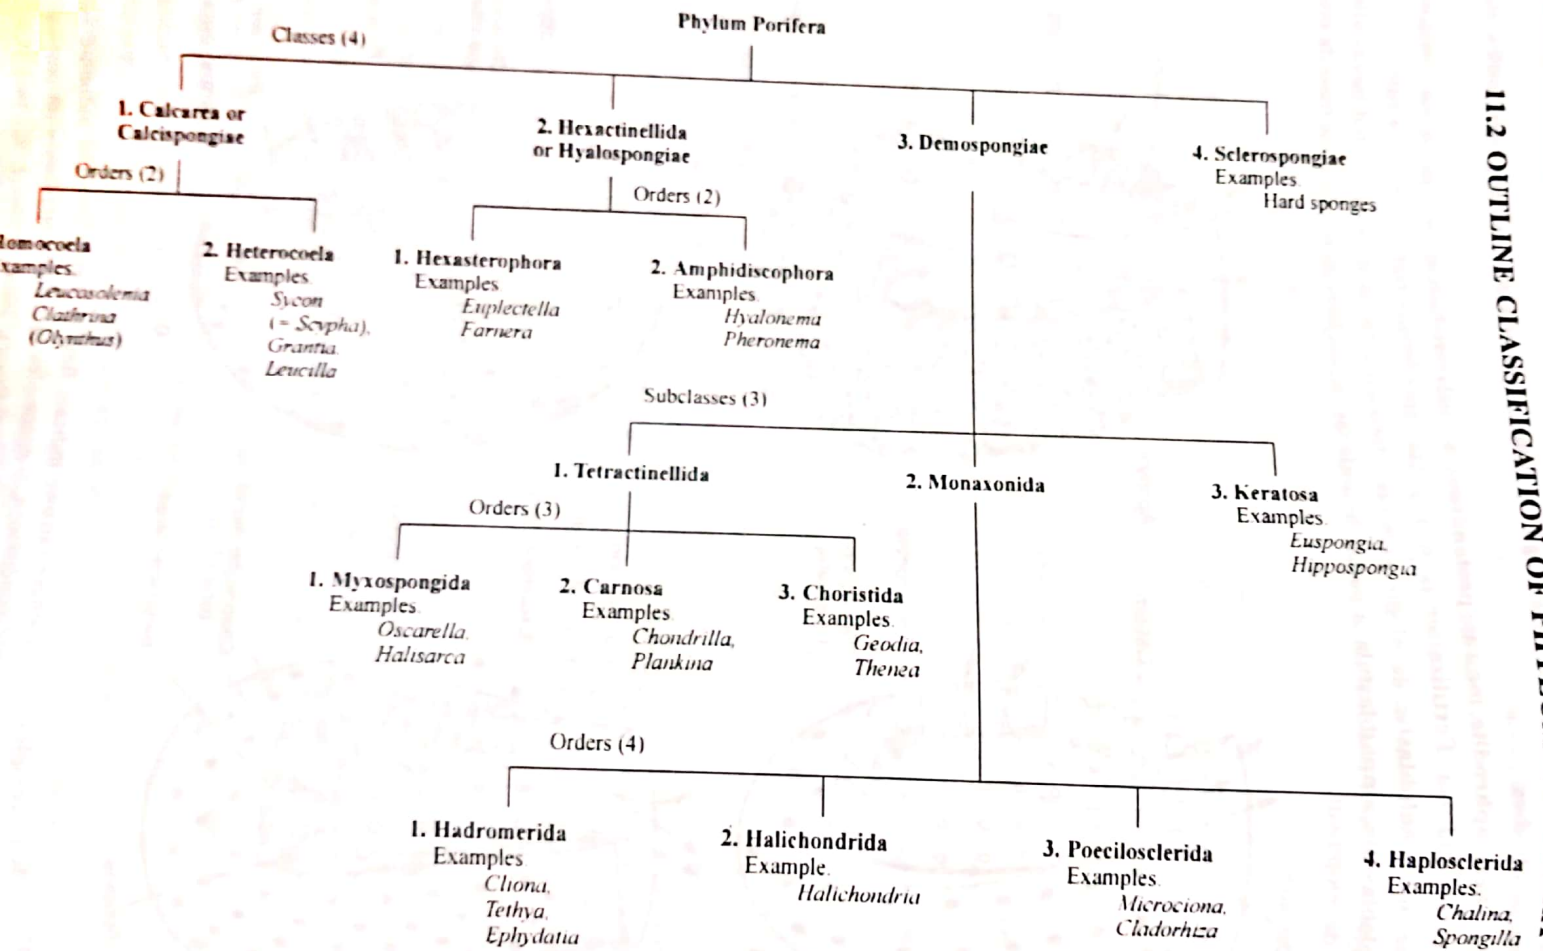 Phylum Porifera
Classes (4)
1. Calcarea or
Calcispongiae
2. Hexactinellida
or Hyalospongiae
3. Demospongiae
4. Sclerospongiae
Examples.
Hard sponges
Orders (2)
Orders (2)
omocoela
xamples.
Leucosolenia
Clathrina
(Olynthus)
2. Heterocoela
Examples.
Sycon
(= Scypha),
Grantia.
Leucilla
1. Hexasterophora
Examples
Euplectella
Farnera
2. Amphidiscophora
Examples.
Hyalonema
Pheronema
Subclasses (3)
1. Tetractinellida
2. Monaxonida
3. Keratosa
Examples.
Euspongia.
Hippospongia
Orders (3)
1. Myxospongida
Examples.
Oscarella.
Halisarca
2. Carnosa
Examples.
Chondrilla,
Plankina
3. Choristida
Examples.
Geodia,
Thenea
Orders (4)
1. Hadromerida
Examples
Cliona,
Tethya,
Ephydatia
2. Halichondrida
Example.
Halichondria
3. Poecilosclerida
Examples.
Microciona,
Cladorhiza
4. Haplosclerida
Examples.
Chalina,
Spongilla
11.2 OUTLINE CLASSIFICATION OF